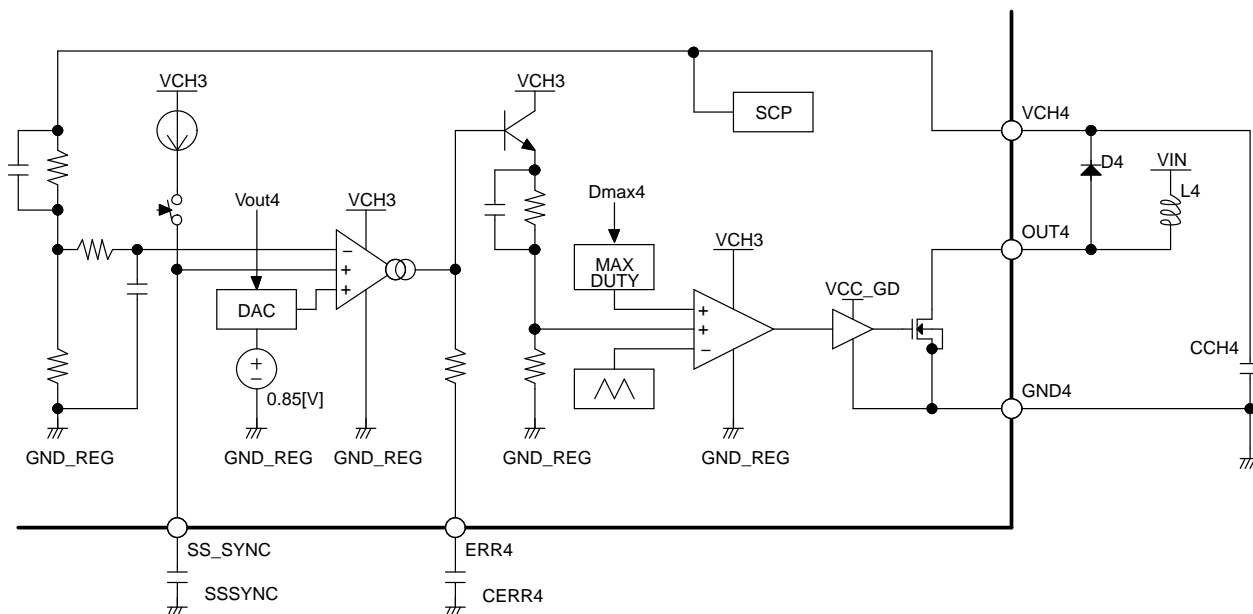 VCH3
VCH3
SCP
VCH4
D4
VIN
L4
Vout4
VCH3
Dmax4
OUT4
MAX
DUTY
VCH3
VCC_GD
DAC
+
+
−
+
+
−
+
−
CCH4
0.85[V]
GND4
GND_REG
GND_REG
GND_REG
GND_REG
GND_REG
SS_SYNC
ERR4
SSSYNC
CERR4